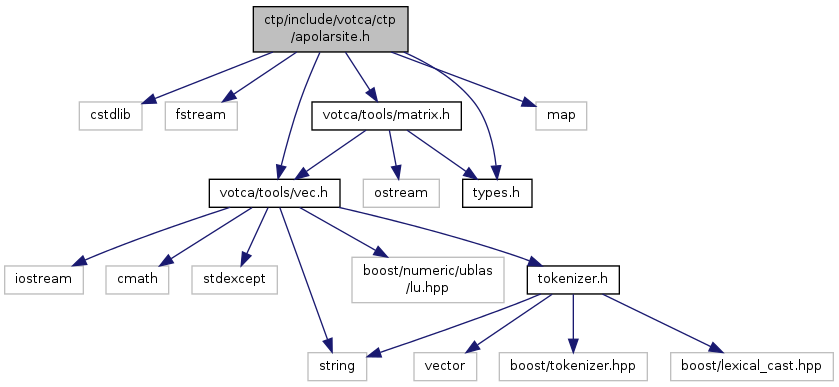 ctp/include/votca/ctp
/apolarsite.h
cstdlib
fstream
votca/tools/matrix.h
map
votca/tools/vec.h
ostream
types.h
iostream
cmath
stdexcept
boost/numeric/ublas
/lu.hpp
tokenizer.h
string
vector
boost/tokenizer.hpp
boost/lexical_cast.hpp